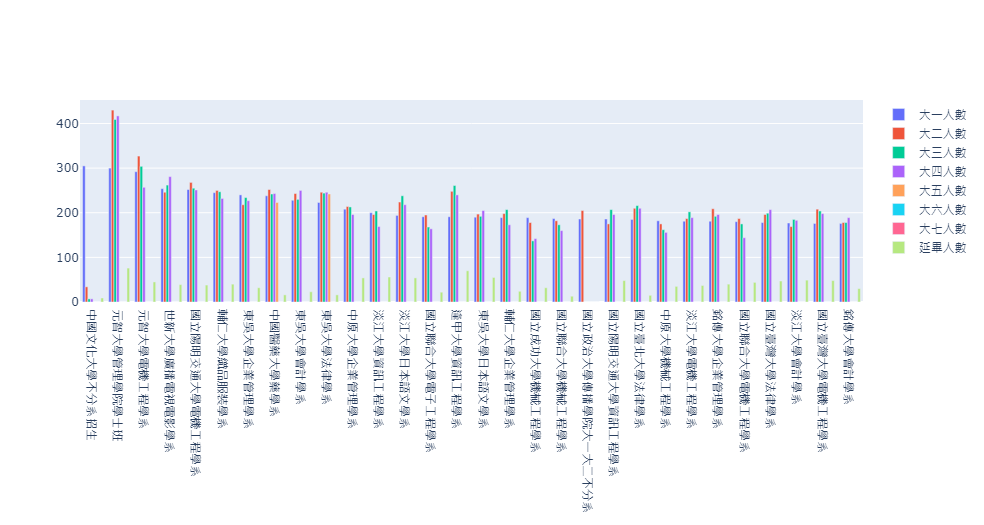 400
300
200
100
0
大一人數
大二人數
大三人數
大四人數
大五人數
大六人數
大七人數
延畢人數
中國文化大學不分系招生
元智大學管理學院學士班
元智大學電機工程學系
世新大學廣播電視電影學系
國立陽明交通大學電機工程學系
輔仁大學織品服裝學系
東吳大學企業管理學系
中國醫藥大學藥學系
東吳大學會計學系
東吳大學法律學系
中原大學企業管理學系
淡江大學資訊工程學系
淡江大學日本語文學系
國立聯合大學電子工程學系
逢甲大學資訊工程學系
東吳大學日本語文學系
輔仁大學企業管理學系
國立成功大學機械工程學系
國立聯合大學機械工程學系
國立政治大學傳播學院大一大二不分系
國立陽明交通大學資訊工程學系
國立臺北大學法律學系
中原大學機械工程學系
淡江大學電機工程學系
銘傳大學企業管理學系
國立聯合大學電機工程學系
國立臺灣大學法律學系
淡江大學會計學系
國立臺灣大學電機工程學系
銘傳大學會計學系